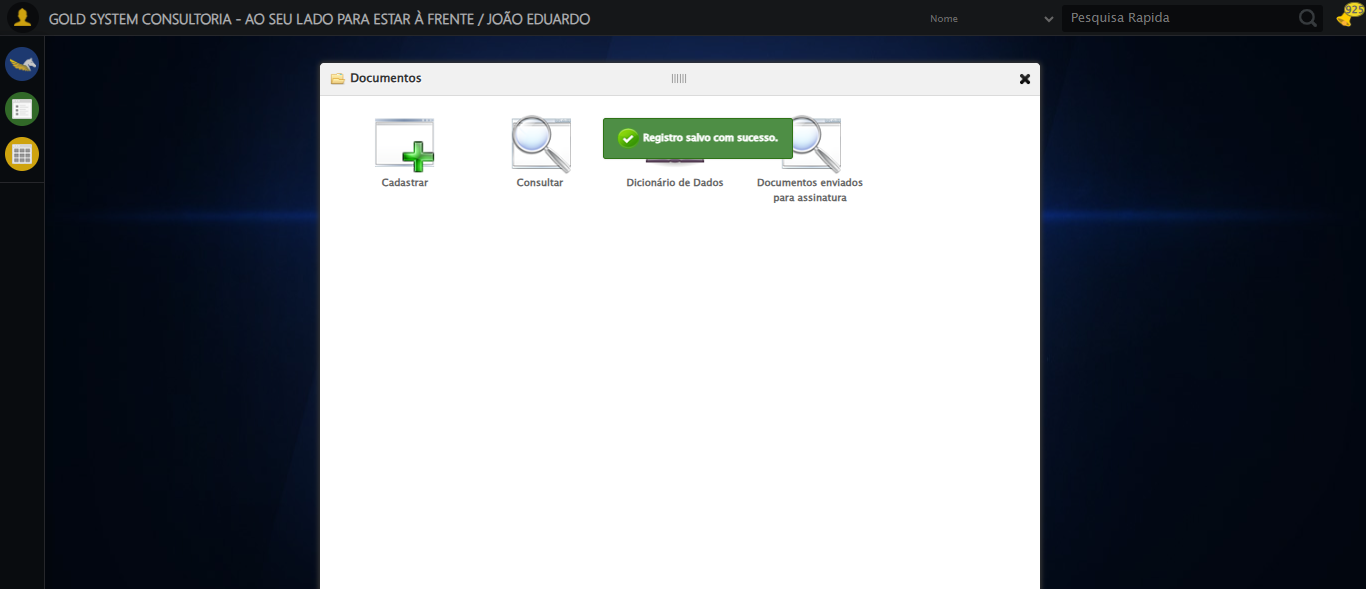 GOLD SYSTEM CONSULTORIA - AO SEU LADO PARA ESTAR À FRENTE / JOÃO EDUARDO
Nome
Pesquisa Rapida
925
Documentos
Registro salvo com sucesso.
Cadastrar
Consultar
Dicionário de Dados
Documentos enviados
para assinatura